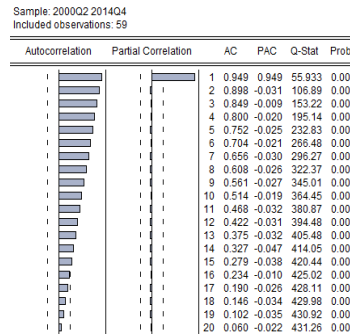 Sample: 2000Q2 2014Q4
Included observations: 59
Autocorrelation Partial Correlation AC PAC Q-Stat Prob
1 0.949 0.949 55.933 0.00
2 0.898 -0.031 106.89 0.00
3 0.849 -0.009 153.22 0.00
4 0.800 -0.020 195.14 0.00
5 0.752 -0.025 232.83 0.00
6 0.704 -0.021 266.48 0.00
7 0.656 -0.030 296.27 0.00
8 0.608 -0.026 322.37 0.00
9 0.561 -0.027 345.01 0.00
10 0.514 -0.019 364.45 0.00
11 0.468 -0.032 380.87 0.00
12 0.422 -0.031 394.48 0.00
13 0.375 -0.032 405.48 0.00
14 0.327 -0.047 414.05 0.00
15 0.279 -0.038 420.44 0.00
16 0.234 -0.010 425.02 0.00
17 0.190 -0.026 428.11 0.00
18 0.146 -0.034 429.98 0.00
19 0.102 -0.035 430.92 0.00
20 0.060 -0.022 431.26 0.00